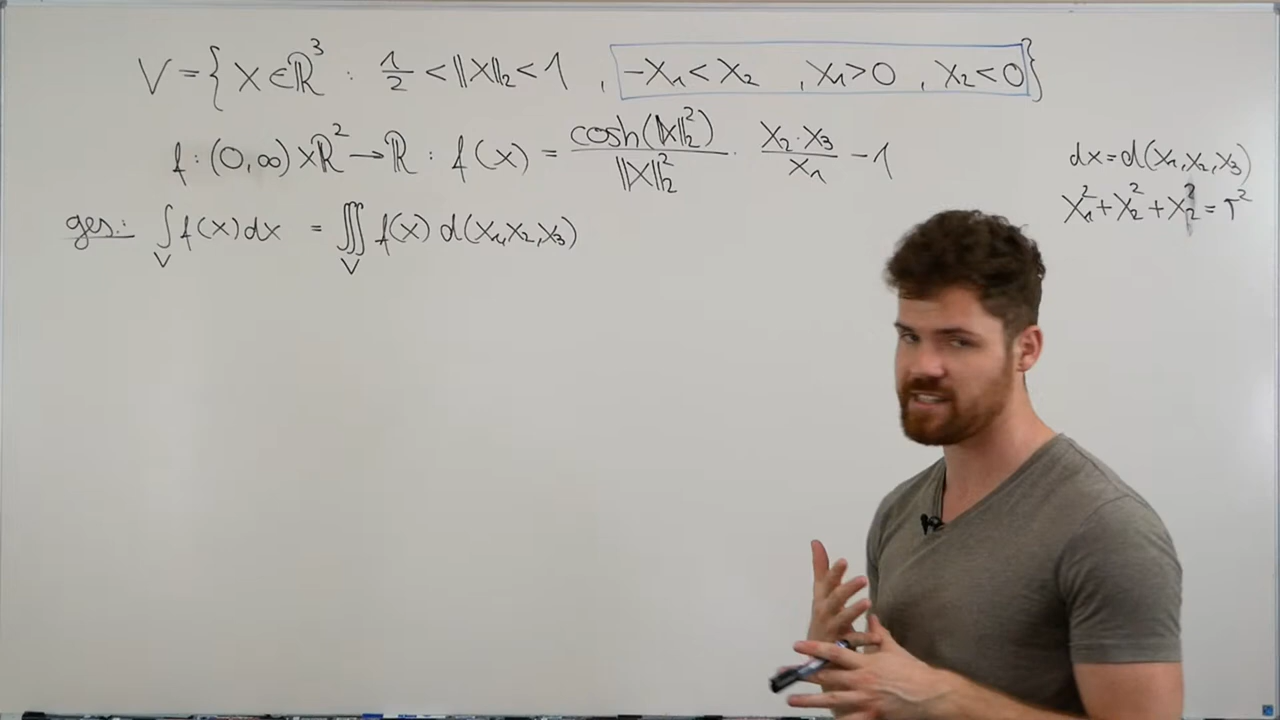 V = { x ∈ ℝ³ : 1/2 < ‖x‖₂ < 1 , -x₁ < x₂ , x₁ > 0 , x₂ < 0 }
f : (0,∞) x ℝ² → ℝ : f(x) = cosh(‖x‖₂²)/‖x‖₂² · x₂·x₃/x₁ - 1
dx = d(x₁,x₂,x₃)
x₁² + x₂² + x₂² = r²
ges.: ∫_V f(x) dx = ∭_V f(x) d(x₁,x₂,x₃)